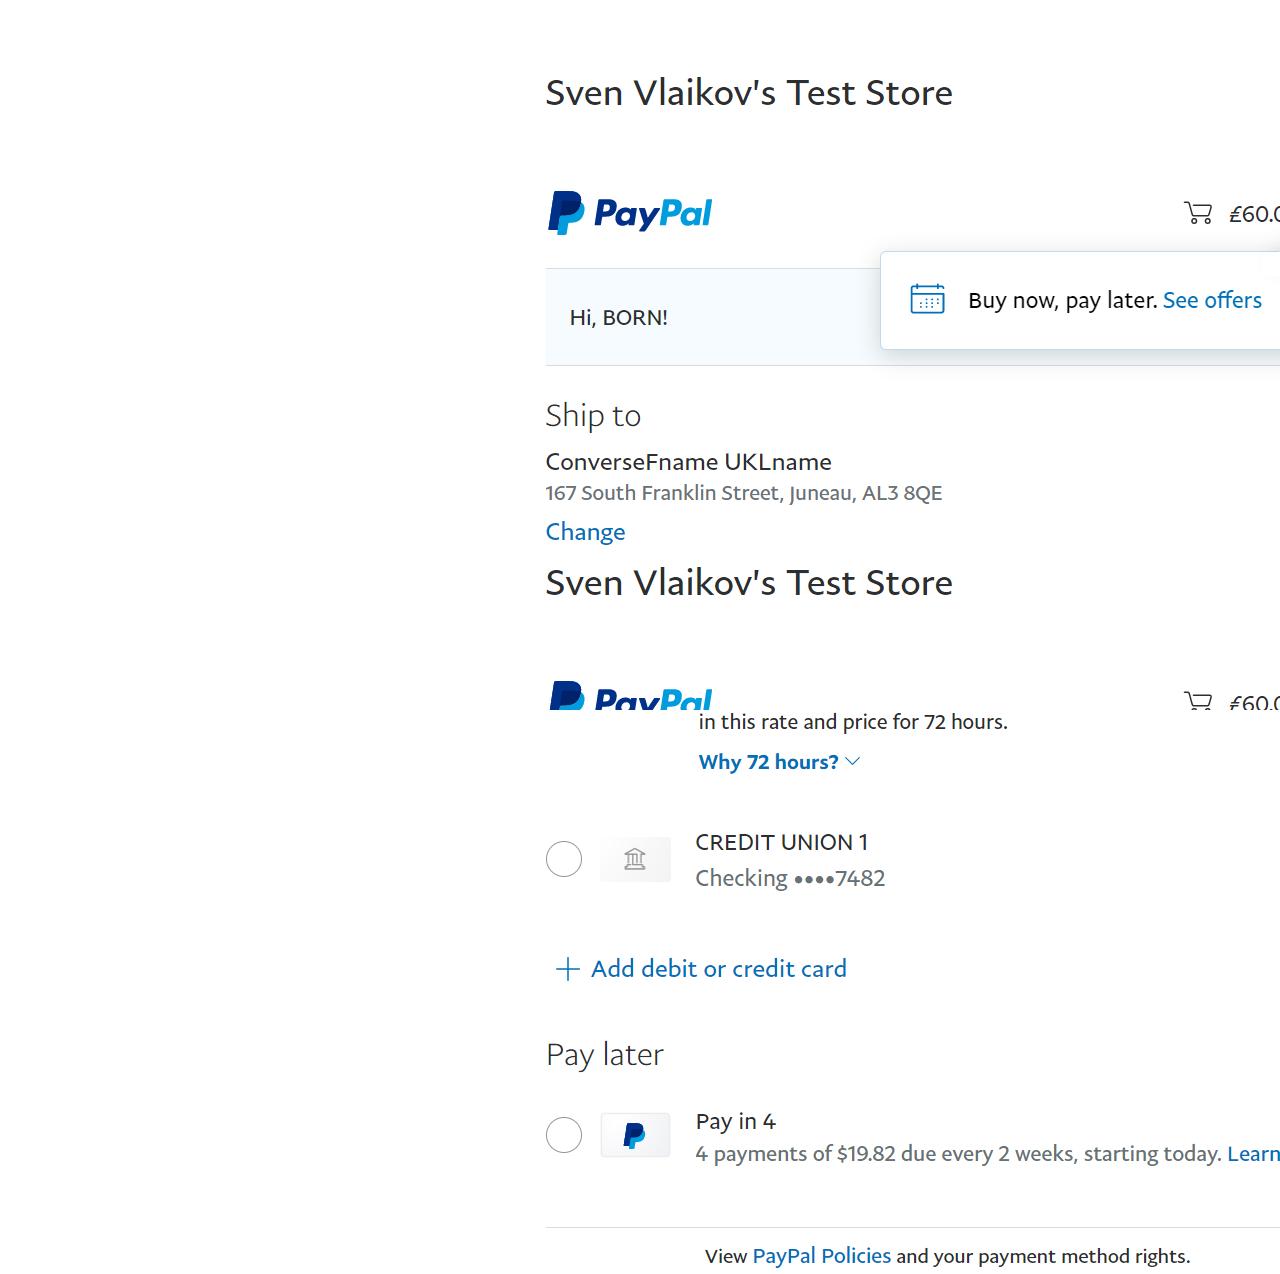 Sven Vlaikov's Test Store
PayPal
£60.0
Buy now, pay later. See offers
Hi, BORN!
Ship to
ConverseFname UKLname
167 South Franklin Street, Juneau, AL3 8QE
Change
Sven Vlaikov's Test Store
PayPal
£60.0
in this rate and price for 72 hours.
Why 72 hours?
CREDIT UNION 1
Checking ••••7482
Add debit or credit card
Pay later
Pay in 4
4 payments of $19.82 due every 2 weeks, starting today. Learn
View PayPal Policies and your payment method rights.